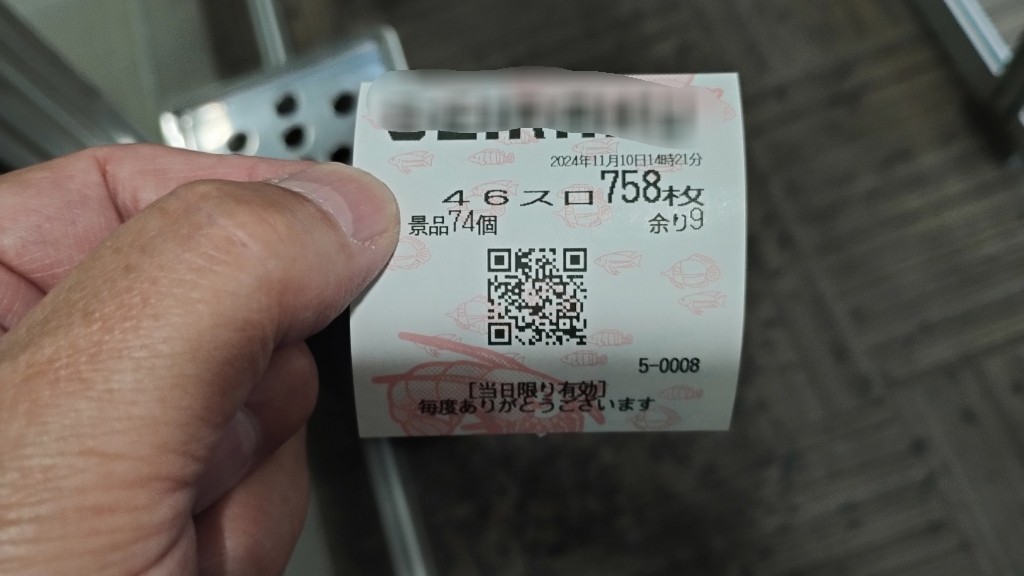 2024年11月10日14時21分
46スロ758枚
景品74個 余り9
5-0008
[当日限り有効]
毎度ありがとうございます